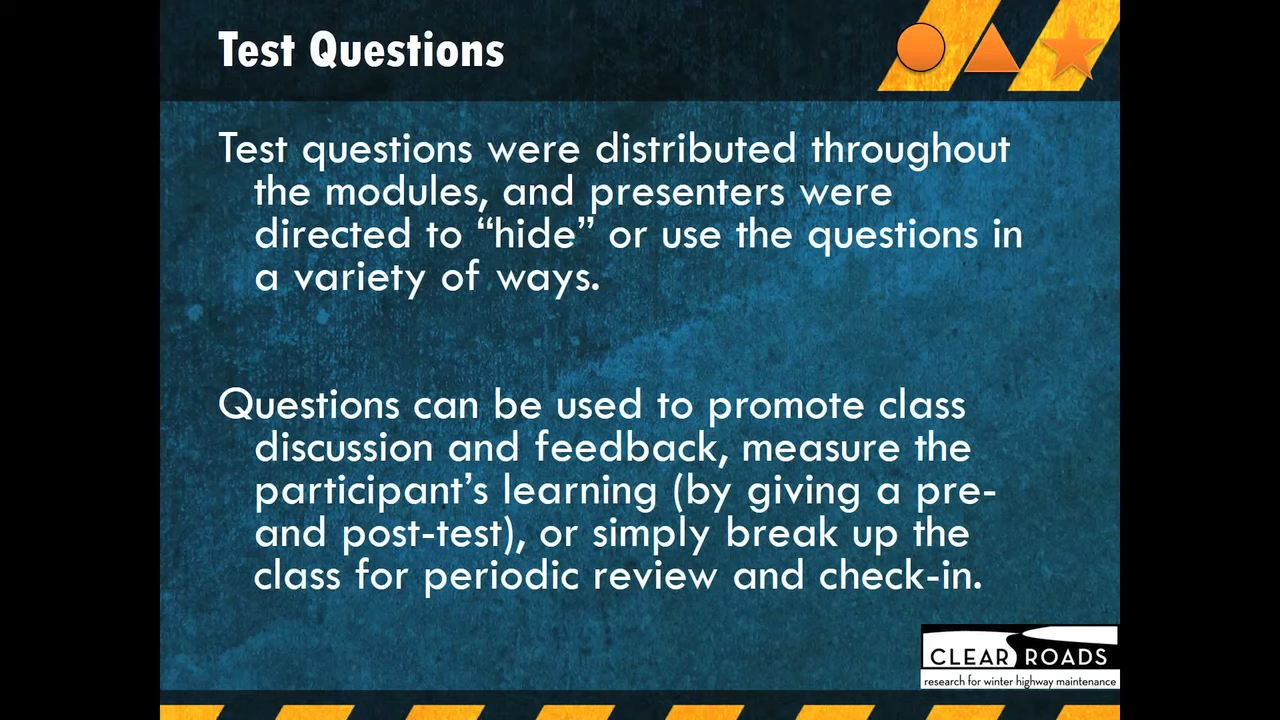 Test Questions
Test questions were distributed throughout
the modules, and presenters were
directed to “hide” or use the questions in
a variety of ways.
Questions can be used to promote class
discussion and feedback, measure the
participant’s learning (by giving a pre-
and post-test), or simply break up the
class for periodic review and check-in.
CLEAR ROADS
research for winter highway maintenance